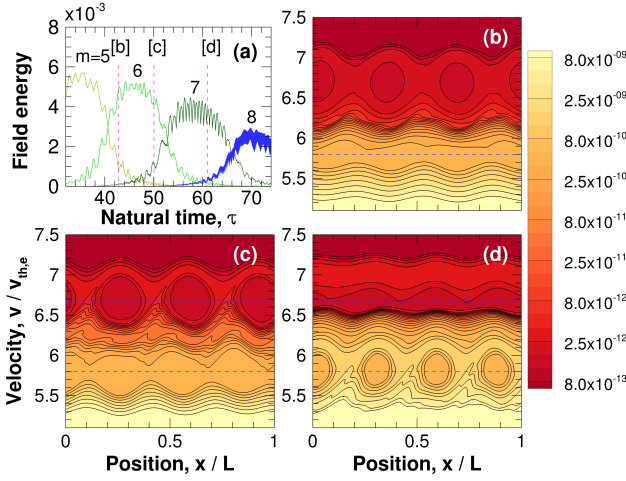 8x10⁻³
[b] [c] [d]
(a)
m=5 6
7
8
6
4
2
0
Field energy
40 50 60 70
Natural time, τ
7.5
(b)
7
6.5
6
5.5
8.0x10⁻⁰⁹
2.5x10⁻⁰⁹
8.0x10⁻¹⁰
2.5x10⁻¹⁰
8.0x10⁻¹¹
2.5x10⁻¹¹
8.0x10⁻¹²
2.5x10⁻¹²
8.0x10⁻¹³
7.5
(c)
7
6.5
6
5.5
Velocity, v / v_th,e
0 0.5 1
Position, x / L
7.5
(d)
7
6.5
6
5.5
0 0.5 1
Position, x / L